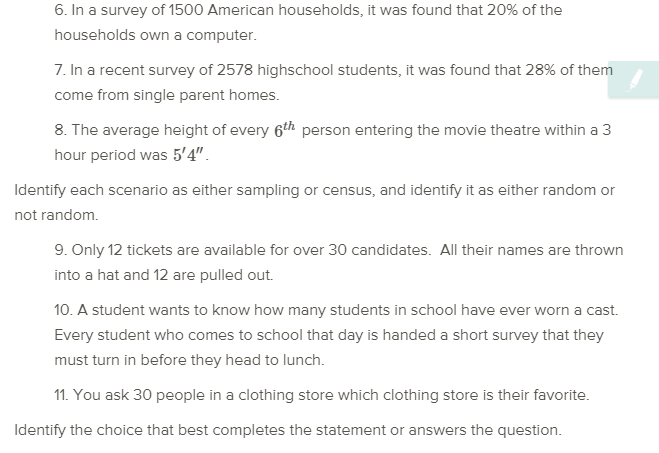 6. In a survey of 1500 American households, it was found that 20% of the
households own a computer.
7. In a recent survey of 2578 highschool students, it was found that 28% of them
come from single parent homes.
8. The average height of every 6th person entering the movie theatre within a 3
hour period was 5′4″.
Identify each scenario as either sampling or census, and identify it as either random or
not random.
9. Only 12 tickets are available for over 30 candidates. All their names are thrown
into a hat and 12 are pulled out.
10. A student wants to know how many students in school have ever worn a cast.
Every student who comes to school that day is handed a short survey that they
must turn in before they head to lunch.
11. You ask 30 people in a clothing store which clothing store is their favorite.
Identify the choice that best completes the statement or answers the question.